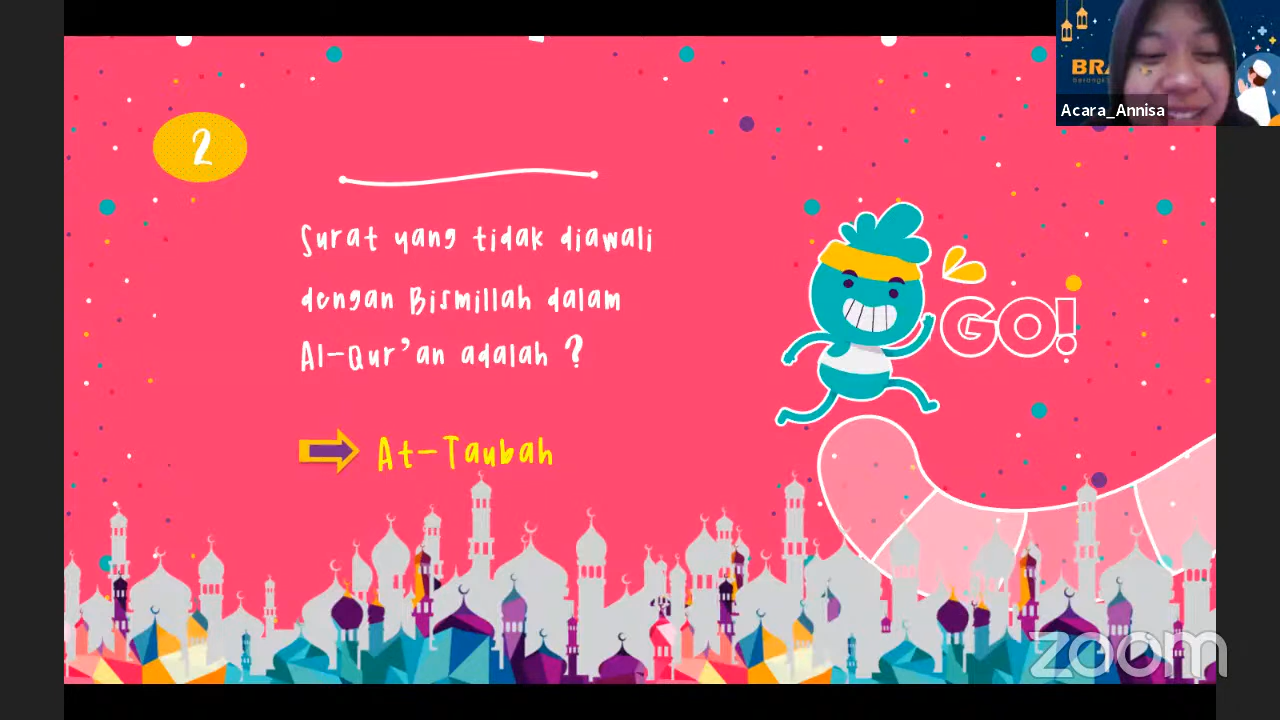 2
Surat yang tidak diawali
dengan Bismillah dalam
Al-Qur'an adalah ?
At-Taubah
GO!
BRA
Acara_Annisa
zoom